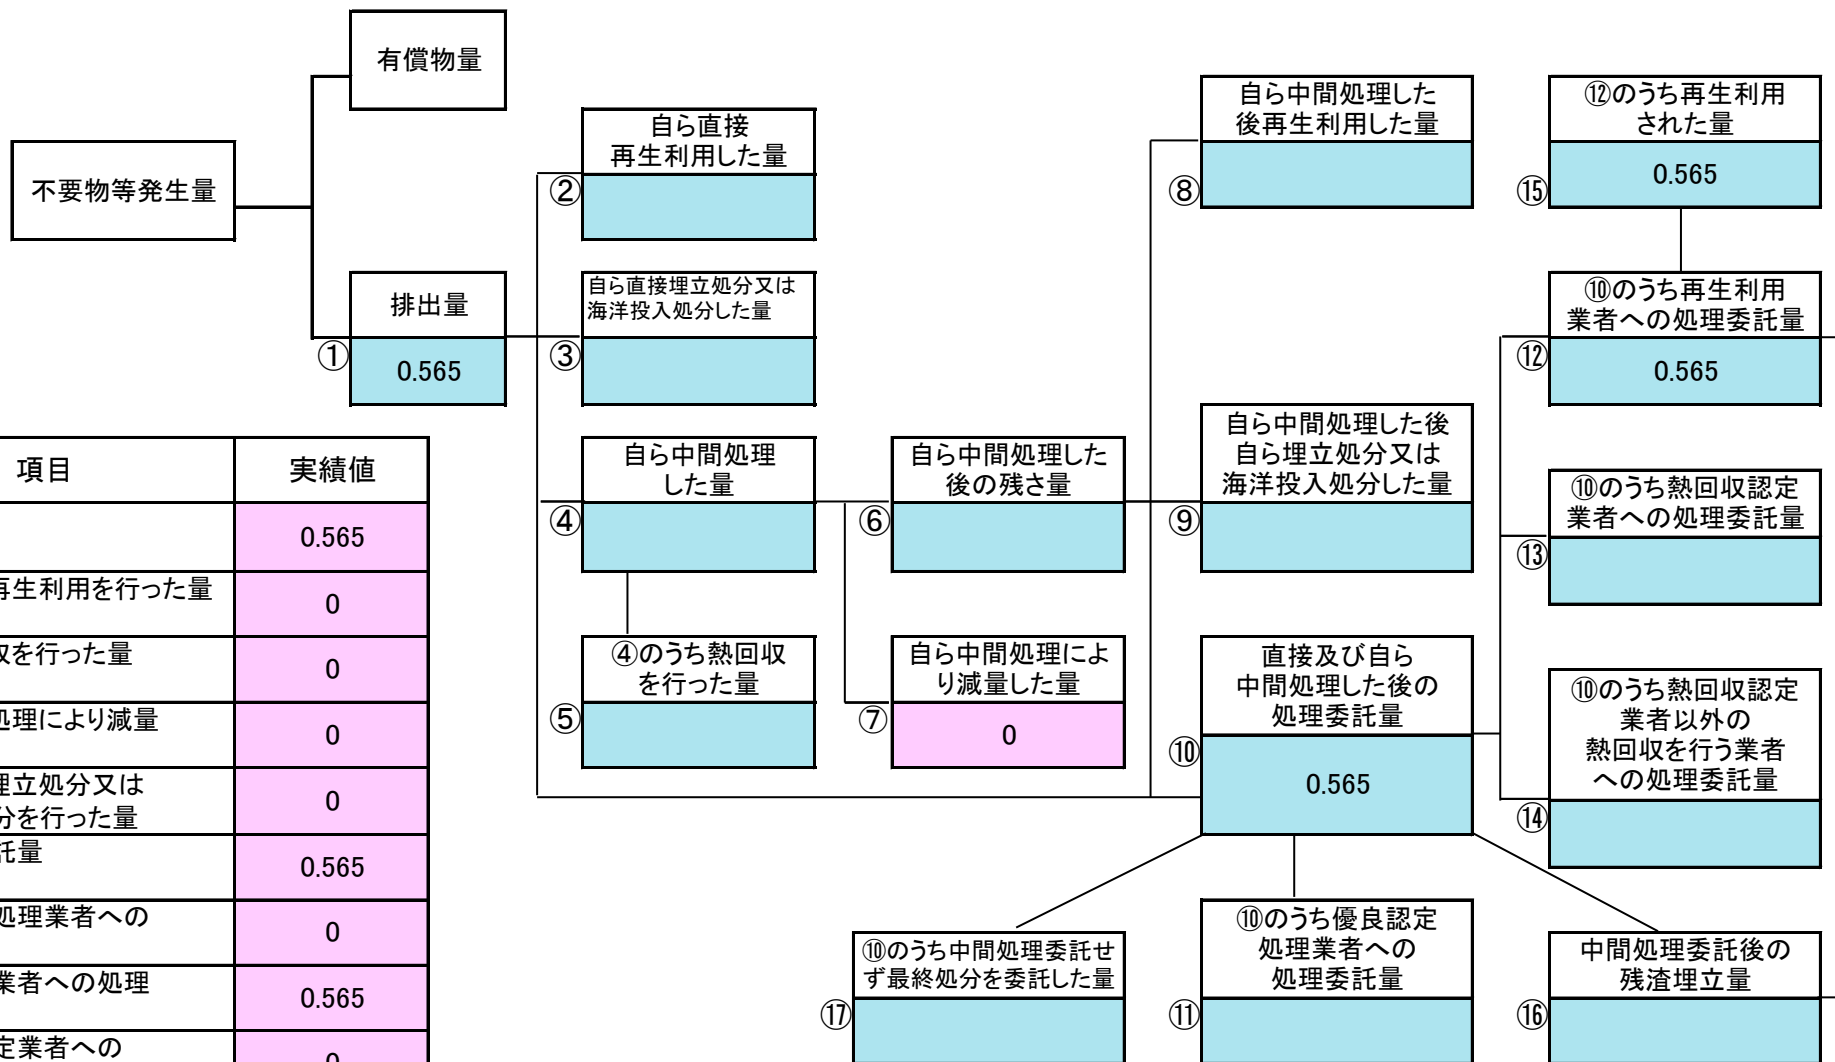 有償物量
不要物等発生量
排出量
①
0.565
自ら直接
再生利用した量
②
自ら直接埋立処分又は
海洋投入処分した量
③
自ら中間処理
した量
④
④のうち熱回収
を行った量
⑤
自ら中間処理した
後の残さ量
⑥
自ら中間処理によ
り減量した量
⑦
0
自ら中間処理した
後再生利用した量
⑧
自ら中間処理した後
自ら埋立処分又は
海洋投入処分した量
⑨
直接及び自ら
中間処理した後の
処理委託量
⑩
0.565
⑫のうち再生利用
された量
⑮
0.565
⑩のうち再生利用
業者への処理委託量
⑫
0.565
⑩のうち熱回収認定
業者への処理委託量
⑬
⑩のうち熱回収認定
業者以外の
熱回収を行う業者
への処理委託量
⑭
⑩のうち中間処理委託せ
ず最終処分を委託した量
⑰
⑩のうち優良認定
処理業者への
処理委託量
⑪
中間処理委託後の
残渣埋立量
⑯
項目
実績値
0.565
再生利用を行った量
0
を行った量
0
処理により減量
0
埋立処分又は
分を行った量
0
託量
0.565
処理業者への
0
業者への処理
0.565
定業者への
0